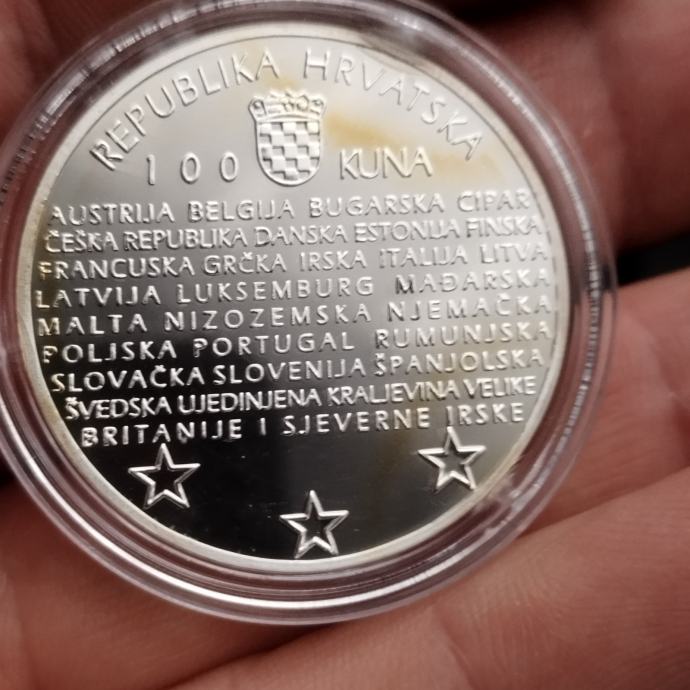 REPUBLIKA HRVATSKA
100 KUNA
AUSTRIJA BELGIJA BUGARSKA CIPAR
ČEŠKA REPUBLIKA DANSKA ESTONIJA FINSKA
FRANCUSKA GRČKA IRSKA ITALIJA LITVA
LATVIJA LUKSEMBURG MAĐARSKA
MALTA NIZOZEMSKA NJEMAČKA
POLJSKA PORTUGAL RUMUNJSKA
SLOVAČKA SLOVENIJA ŠPANJOLSKA
ŠVEDSKA UJEDINJENA KRALJEVINA VELIKE
BRITANIJE I SJEVERNE IRSKE